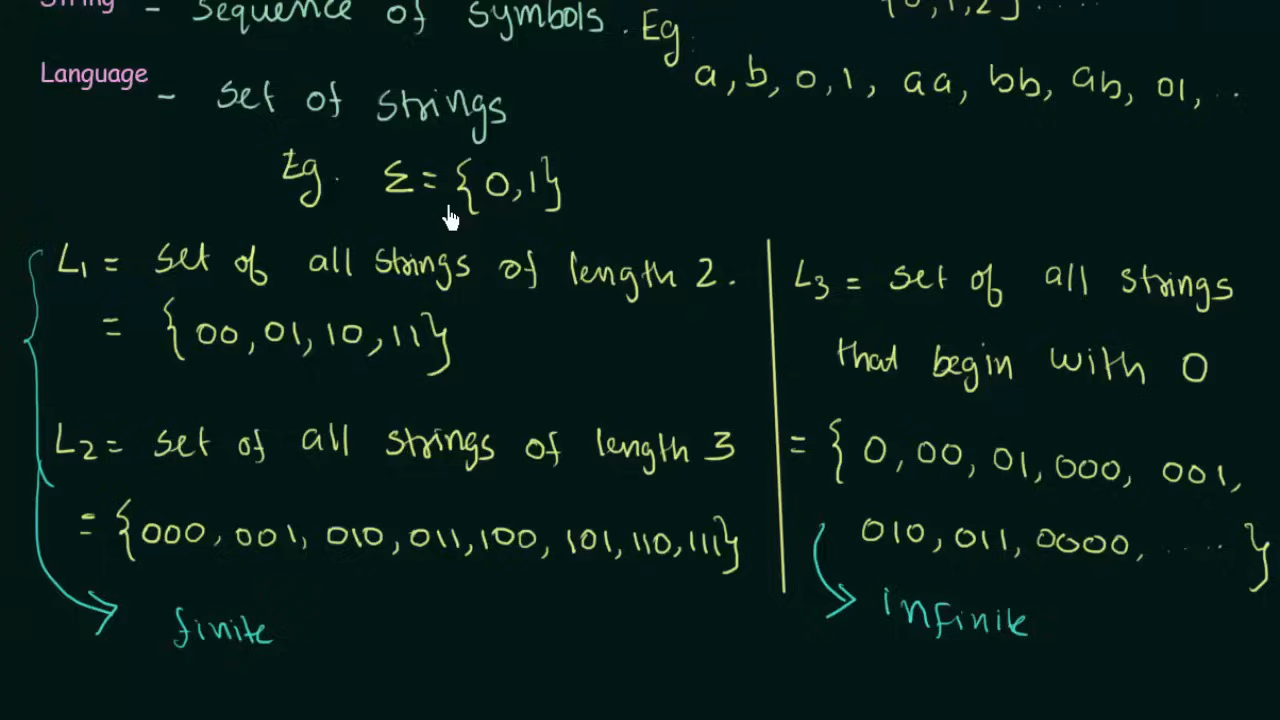 String - sequence of symbols. Eg
{0,1,2} ....
a, b, 0, 1, aa, bb, ab, 01, ..
Language - set of strings
Eg. Σ = {0,1}
L1 = set of all strings of length 2.
= {00, 01, 10, 11}
L2 = set of all strings of length 3
= {000, 001, 010, 011, 100, 101, 110, 111}
finite
L3 = set of all strings
that begin with 0
= {0, 00, 01, 000, 001,
010, 011, 0000, ..... }
infinite